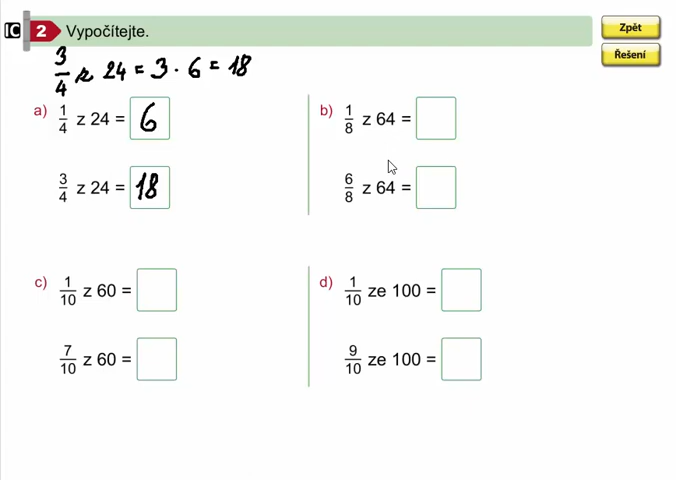 IC 2 Vypočítejte.
Zpět
Řešení
3/4 z 24 = 3 · 6 = 18
a) 1/4 z 24 = 6
3/4 z 24 = 18
b) 1/8 z 64 =
6/8 z 64 =
c) 1/10 z 60 =
7/10 z 60 =
d) 1/10 ze 100 =
9/10 ze 100 =